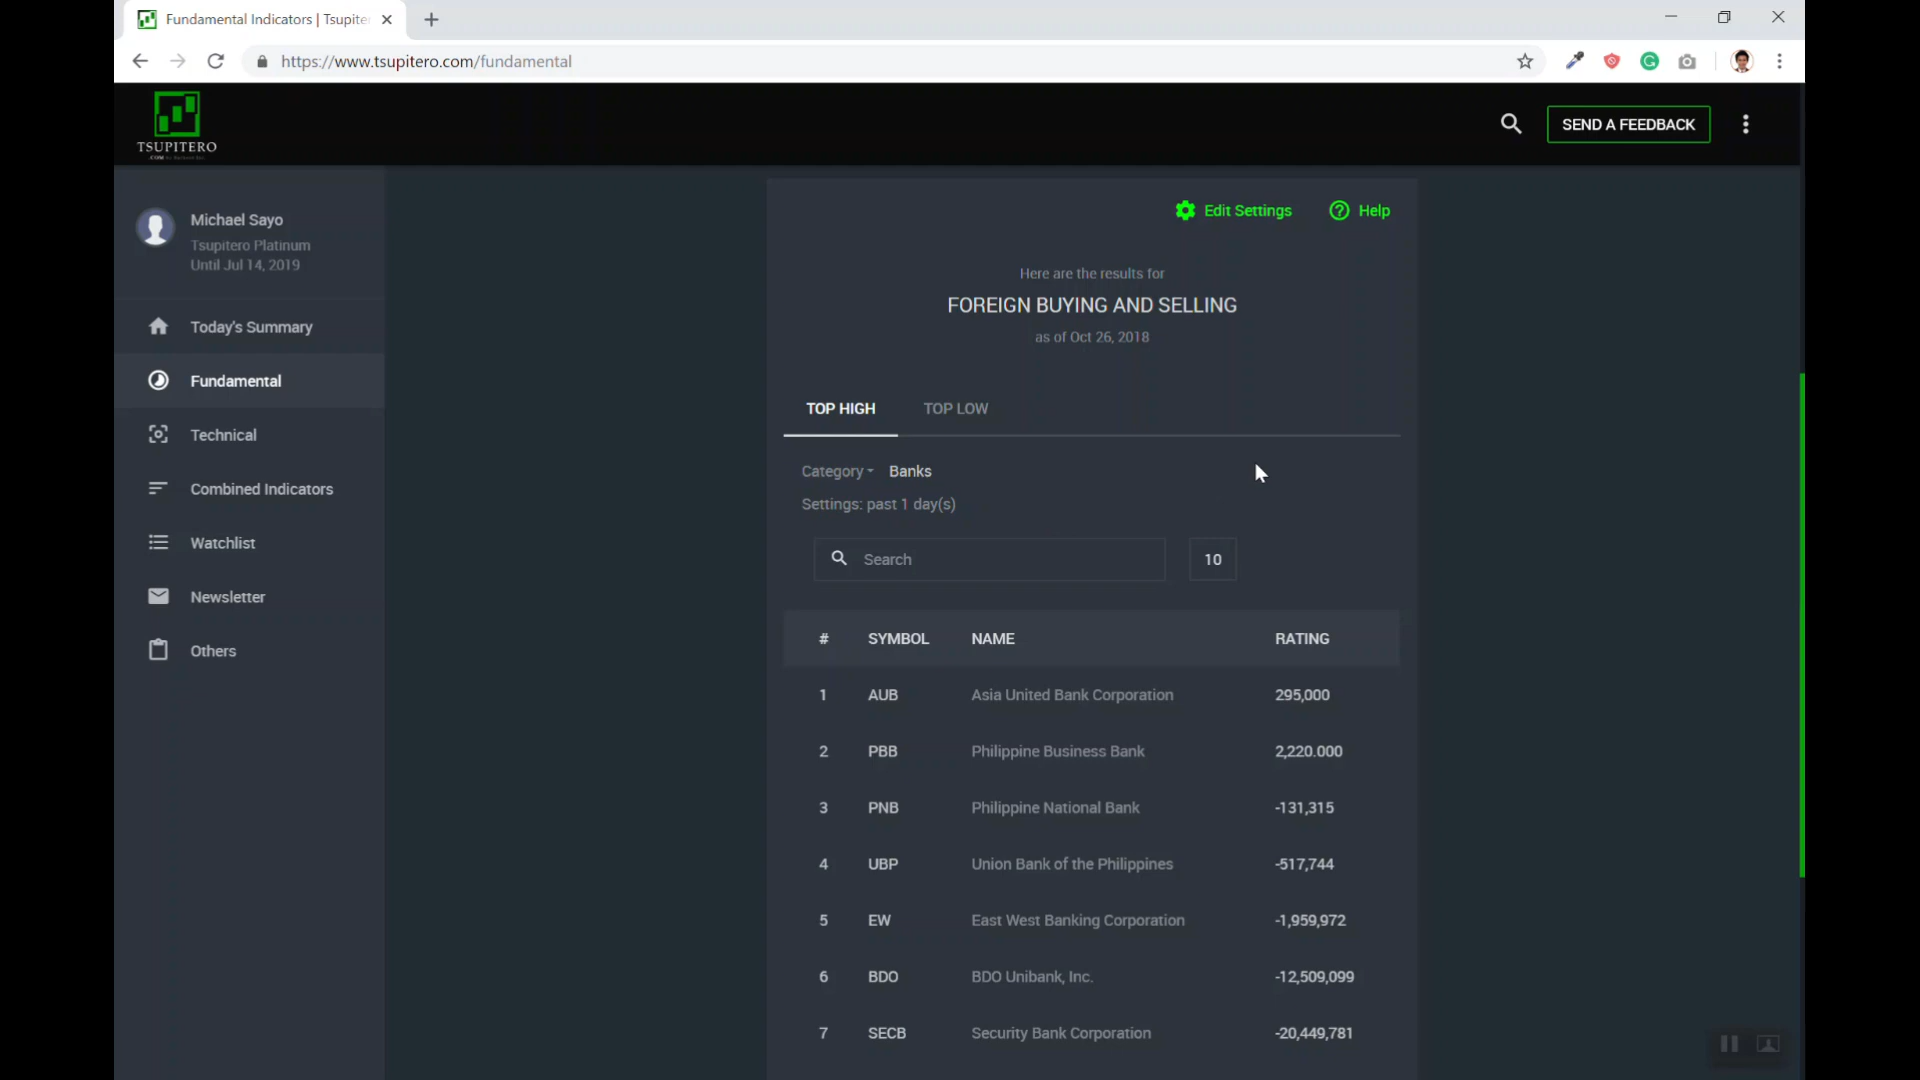 Fundamental Indicators | Tsupiter
https://www.tsupitero.com/fundamental
TSUPITERO
SEND A FEEDBACK
Michael Sayo
Tsupitero Platinum
Until Jul 14, 2019
Today's Summary
Fundamental
Technical
Combined Indicators
Watchlist
Newsletter
Others
Edit Settings
Help
Here are the results for
FOREIGN BUYING AND SELLING
as of Oct 26, 2018
TOP HIGH
TOP LOW
Category Banks
Settings: past 1 day(s)
Search
10
# SYMBOL NAME RATING
1 AUB Asia United Bank Corporation 295,000
2 PBB Philippine Business Bank 2,220.000
3 PNB Philippine National Bank -131,315
4 UBP Union Bank of the Philippines -517,744
5 EW East West Banking Corporation -1,959,972
6 BDO BDO Unibank, Inc. -12,509,099
7 SECB Security Bank Corporation -20,449,781